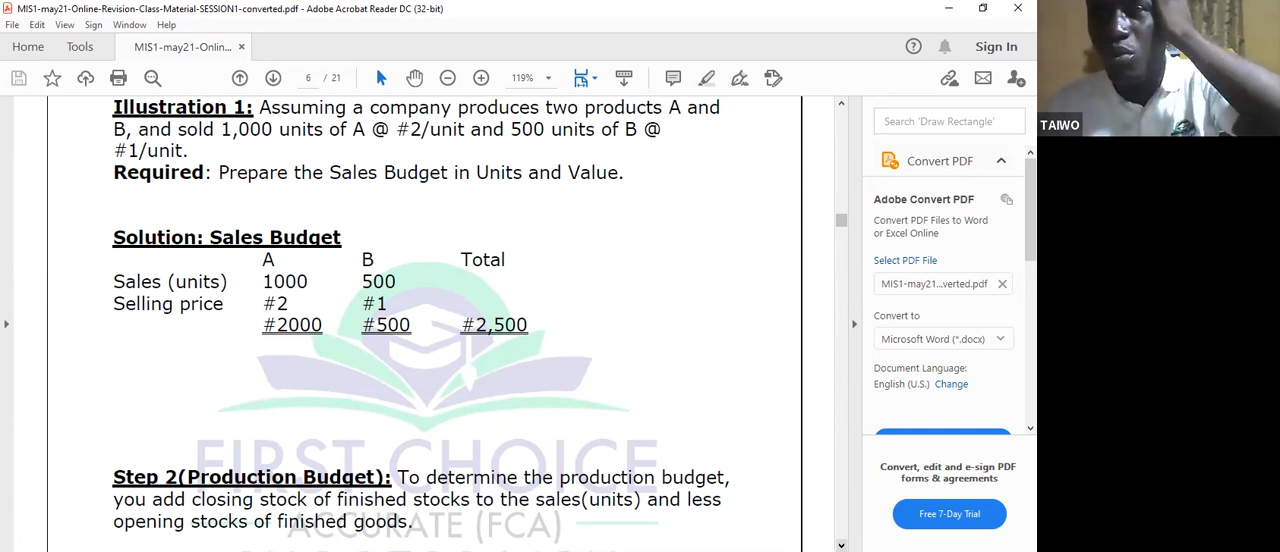 MIS1-may21-Online-Revision-Class-Material-SESSION1-converted.pdf - Adobe Acrobat Reader DC (32-bit)
File Edit View Sign Window Help
Home Tools MIS1-may21-Onlin... × ? Sign In
6 / 21 119%
Illustration 1: Assuming a company produces two products A and
B, and sold 1,000 units of A @ #2/unit and 500 units of B @
#1/unit.
Required: Prepare the Sales Budget in Units and Value.
Solution: Sales Budget
A B Total
Sales (units) 1000 500
Selling price #2 #1
#2000 #500 #2,500
FIRST CHOICE
Step 2(Production Budget): To determine the production budget,
you add closing stock of finished stocks to the sales(units) and less
opening stocks of finished goods.
ACCURATE (FCA)
Search 'Draw Rectangle'
Convert PDF
Adobe Convert PDF
Convert PDF Files to Word
or Excel Online
Select PDF File
MIS1-may21...verted.pdf ×
Convert to
Microsoft Word (*.docx)
Document Language:
English (U.S.) Change
Convert, edit and e-sign PDF
forms & agreements
Free 7-Day Trial
TAIWO